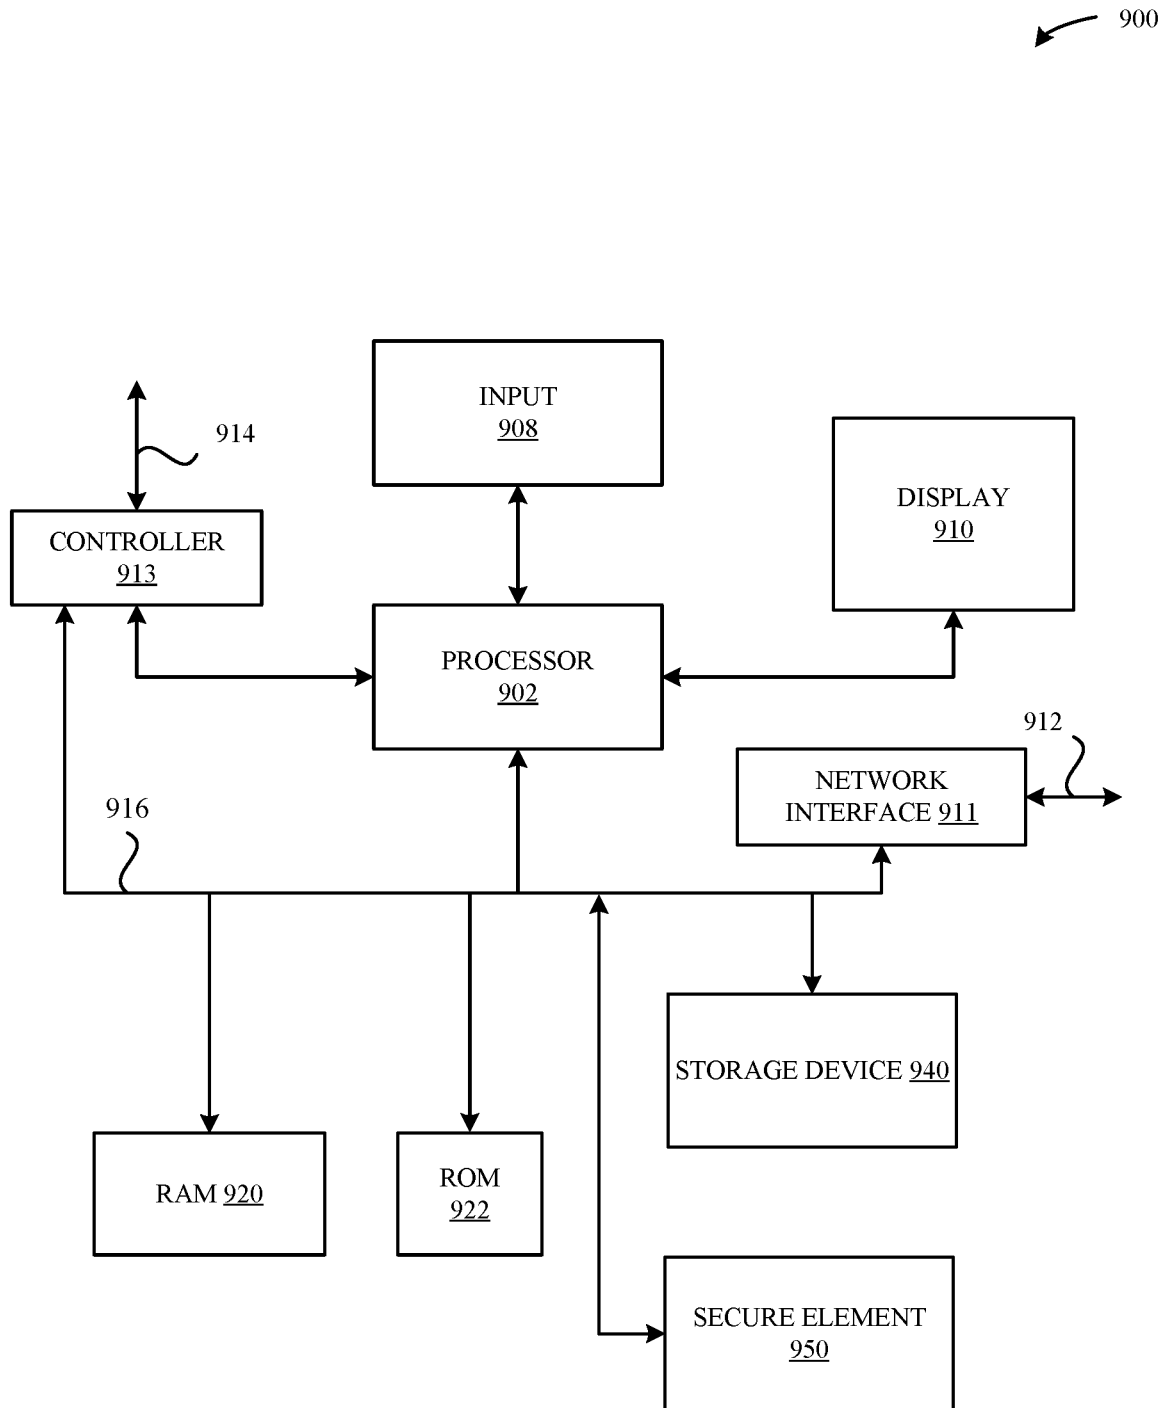 900
INPUT
908
914
DISPLAY
910
CONTROLLER
913
PROCESSOR
902
912
NETWORK
INTERFACE 911
916
STORAGE DEVICE 940
RAM 920
ROM
922
SECURE ELEMENT
950